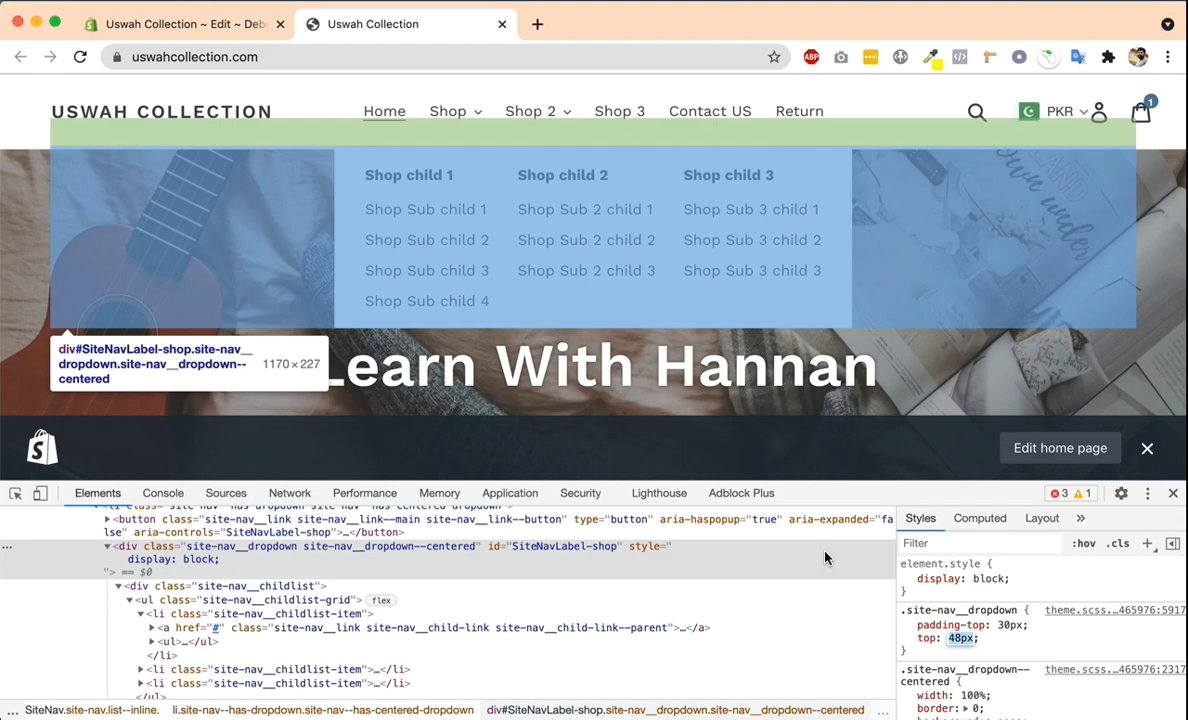 Uswah Collection ~ Edit ~ Deb
Uswah Collection
uswahcollection.com
ABP
USWAH COLLECTION
Home Shop Shop 2 Shop 3 Contact US Return
PKR
1
Shop child 1 Shop child 2 Shop child 3
Shop Sub child 1 Shop Sub 2 child 1 Shop Sub 3 child 1
Shop Sub child 2 Shop Sub 2 child 2 Shop Sub 3 child 2
Shop Sub child 3 Shop Sub 2 child 3 Shop Sub 3 child 3
Shop Sub child 4
div#SiteNavLabel-shop.site-nav__
dropdown.site-nav__dropdown--
centered
1170 × 227
Learn With Hannan
Edit home page
Elements Console Sources Network Performance Memory Application Security Lighthouse Adblock Plus
3 1
<button class="site-nav__link site-nav__link--main site-nav__link--button" type="button" aria-haspopup="true" aria-expanded="fa
lse" aria-controls="SiteNavLabel-shop">…</button>
<div class="site-nav__dropdown site-nav__dropdown--centered" id="SiteNavLabel-shop" style="
display: block;
"> == $0
<div class="site-nav__childlist">
<ul class="site-nav__childlist-grid"> flex
<li class="site-nav__childlist-item">
<a href="#" class="site-nav__link site-nav__child-link site-nav__child-link--parent">…</a>
<ul>…</ul>
</li>
<li class="site-nav__childlist-item">…</li>
<li class="site-nav__childlist-item">…</li>
</ul>
... SiteNav.site-nav.list--inline. li.site-nav--has-dropdown.site-nav--has-centered-dropdown div#SiteNavLabel-shop.site-nav__dropdown.site-nav__dropdown--centered ...
Styles Computed Layout »
Filter :hov .cls +
element.style {
display: block;
}
.site-nav__dropdown { theme.scss.…465976:5917
padding-top: 30px;
top: 48px;
}
.site-nav__dropdown-- theme.scss.…465976:2317
centered {
width: 100%;
border: 0;